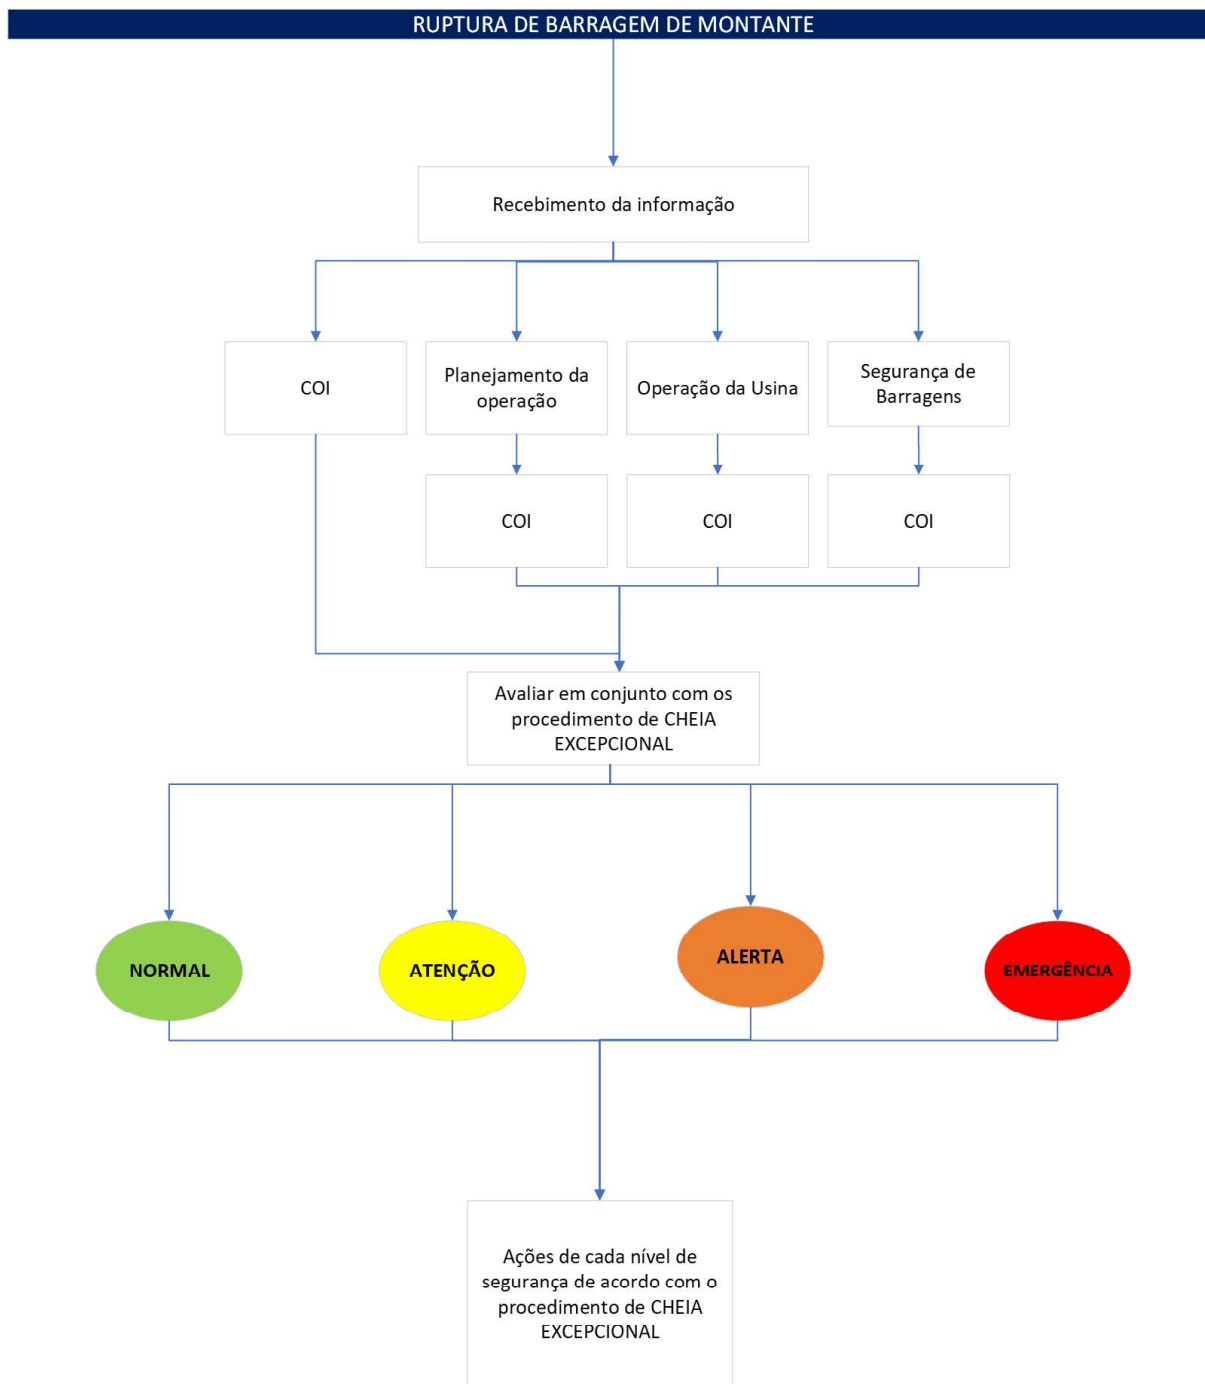 RUPTURA DE BARRAGEM DE MONTANTE
Recebimento da informação
COI
Planejamento da
operação
Operação da Usina
Segurança de
Barragens
COI
COI
COI
Avaliar em conjunto com os
procedimento de CHEIA
EXCEPCIONAL
NORMAL
ATENÇÃO
ALERTA
EMERGÊNCIA
Ações de cada nível de
segurança de acordo com o
procedimento de CHEIA
EXCEPCIONAL